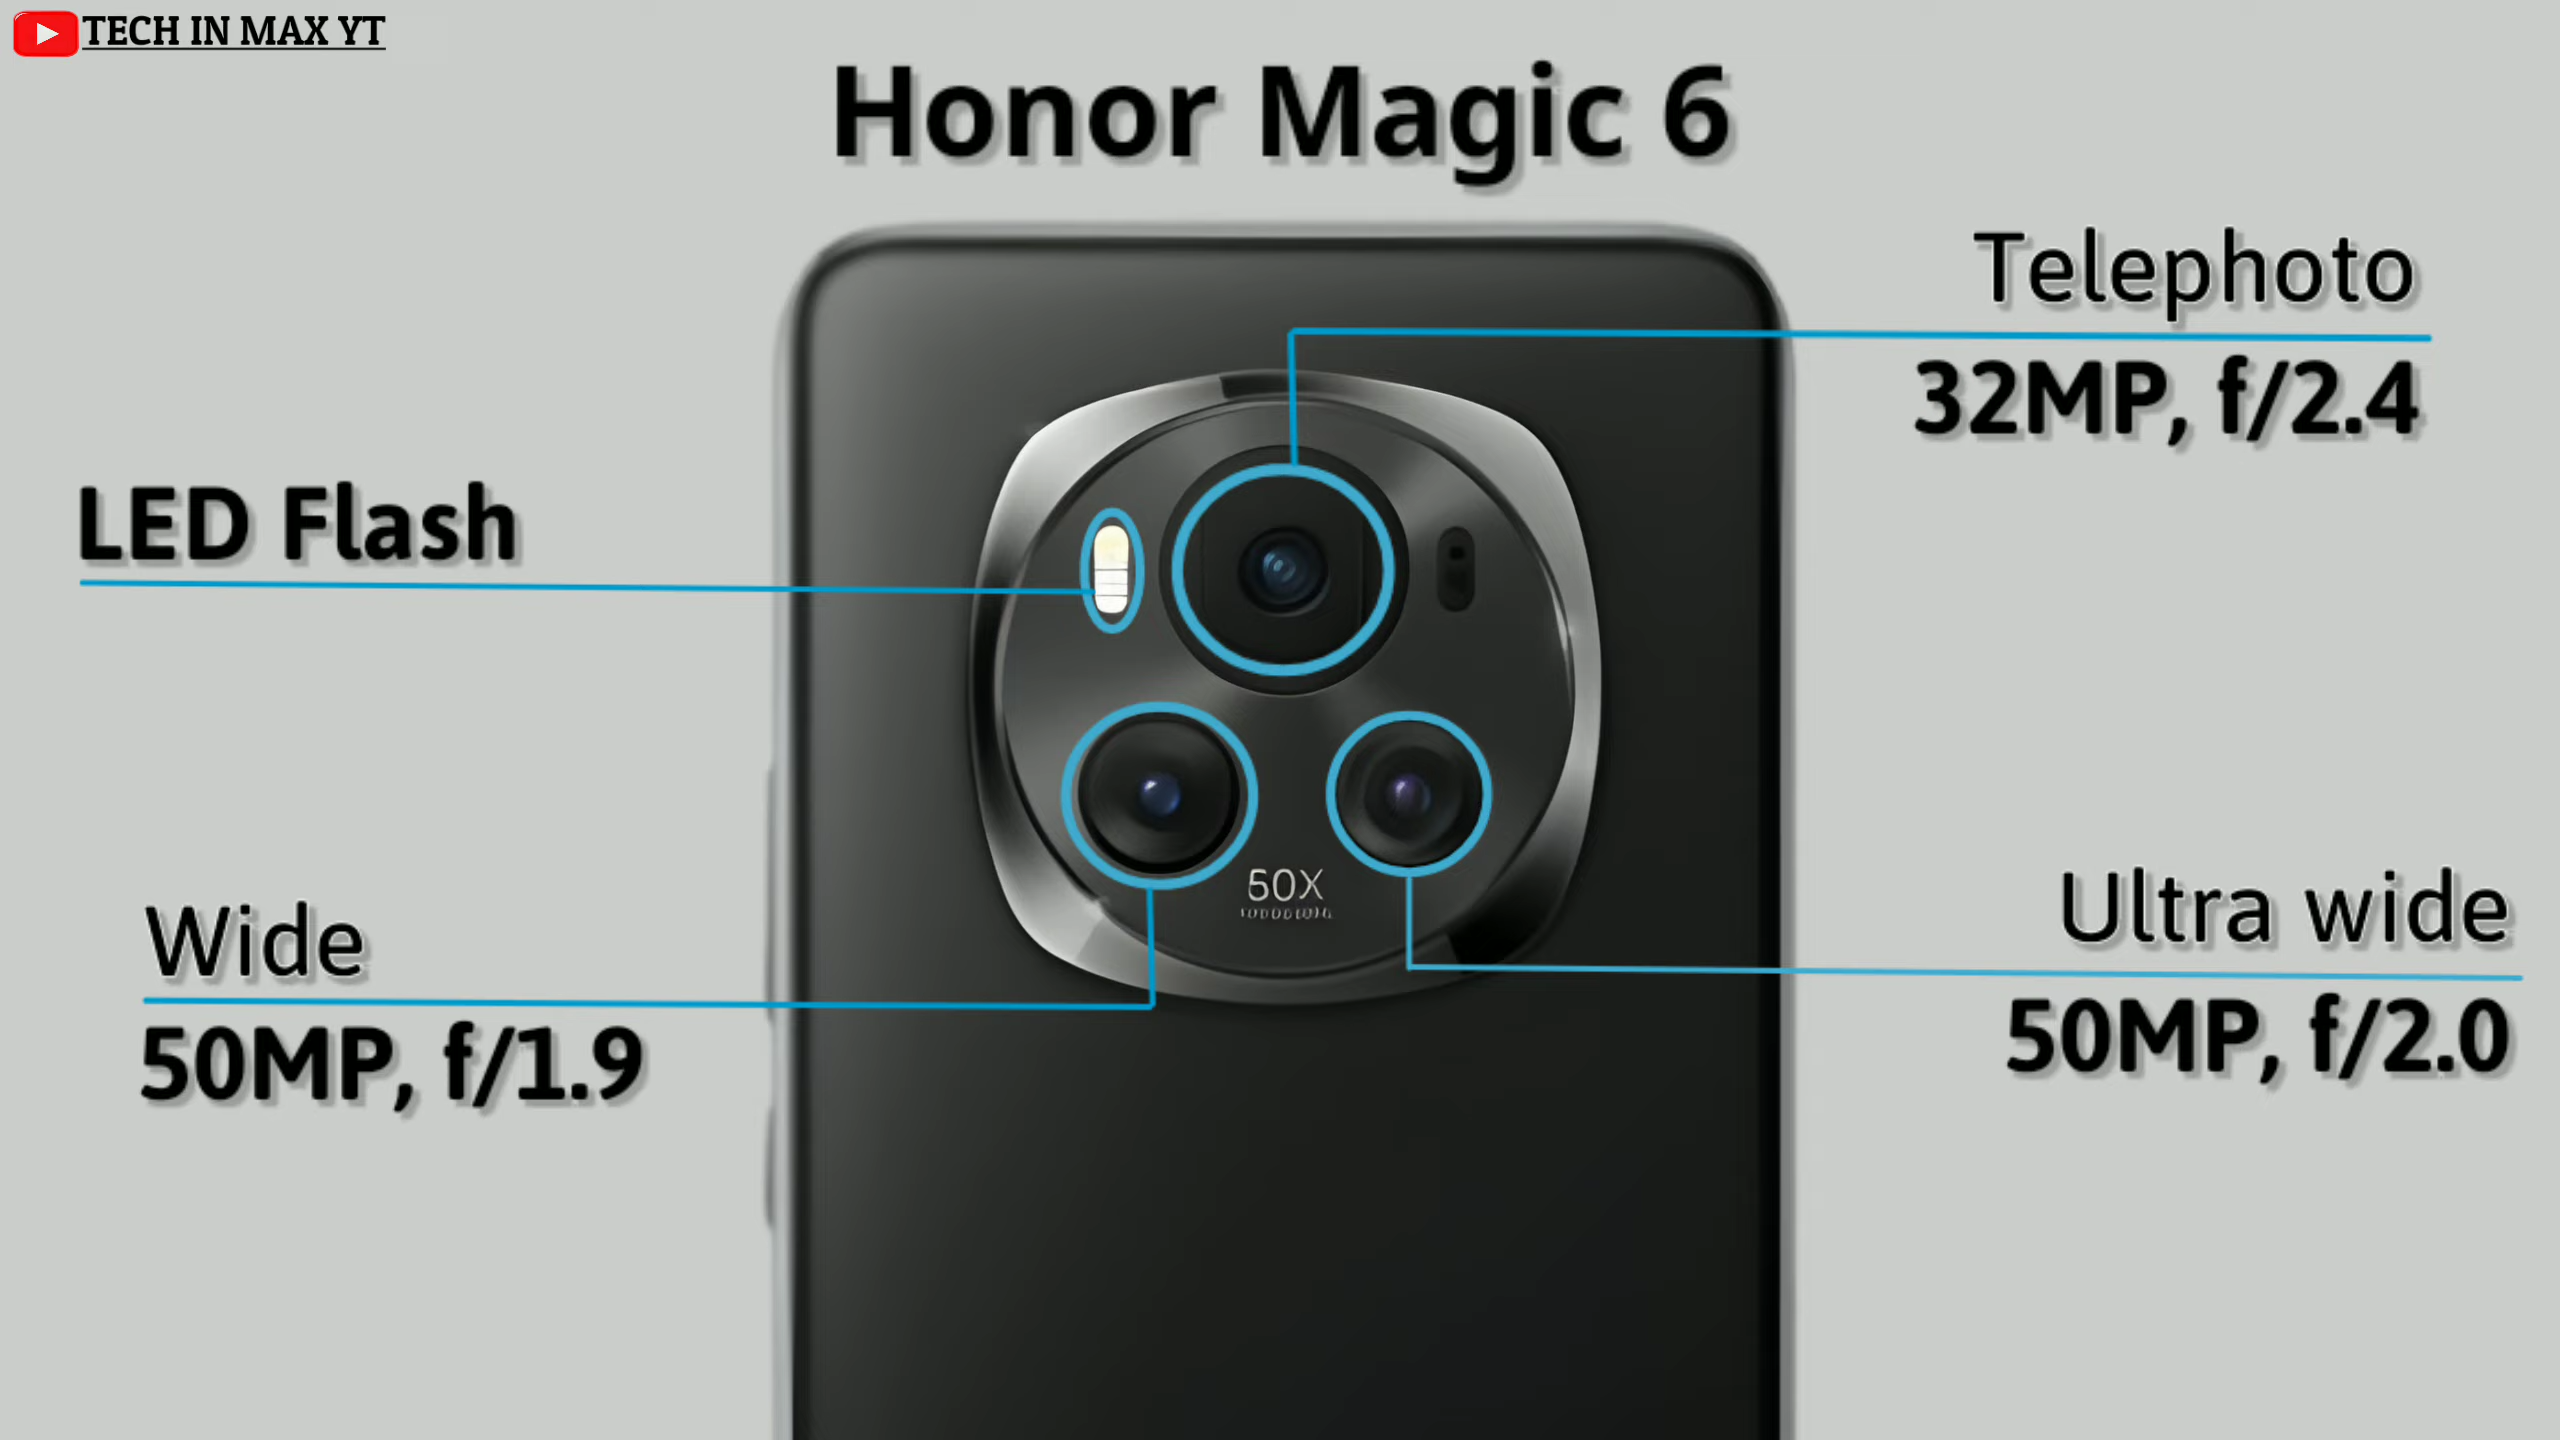 TECH IN MAX YT
Honor Magic 6
Telephoto
32MP, f/2.4
LED Flash
50X
Wide
50MP, f/1.9
Ultra wide
50MP, f/2.0